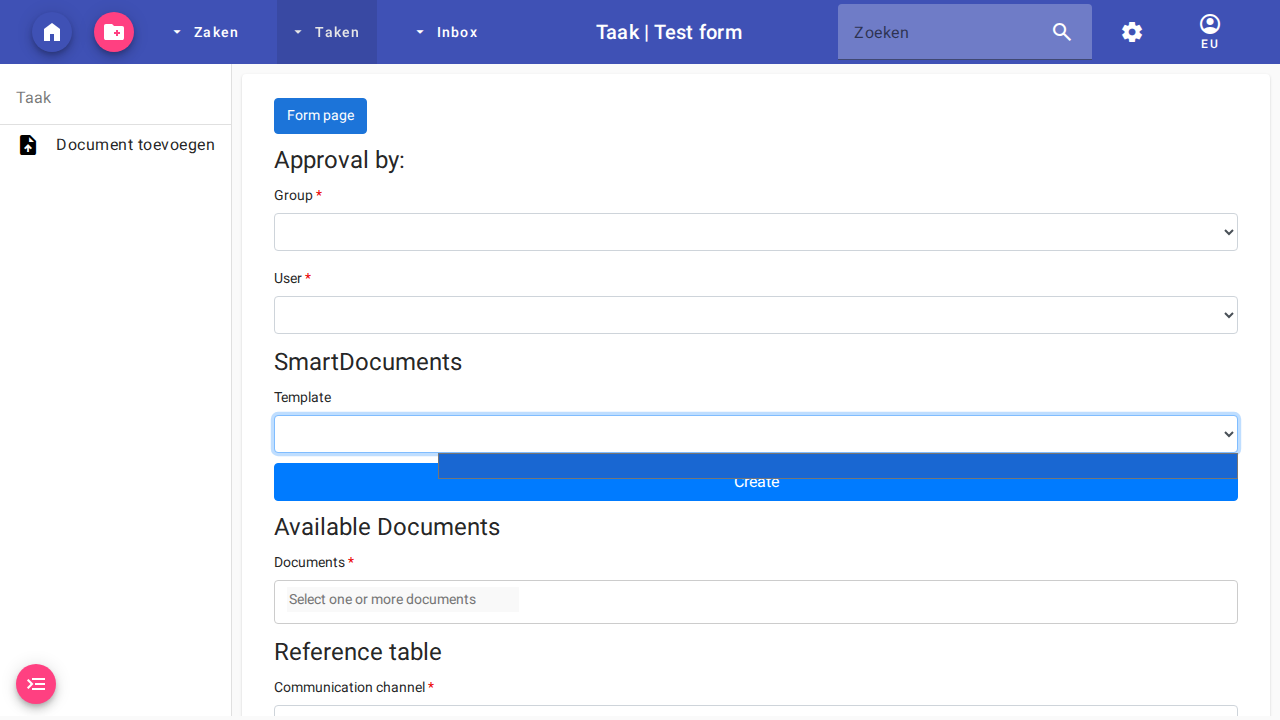 Zaken
Taken
Inbox
Taak | Test form
Zoeken
EU
Taak
Document toevoegen
Form page
Approval by:
Group *
User *
SmartDocuments
Template
Create
Available Documents
Documents *
Select one or more documents
Reference table
Communication channel *